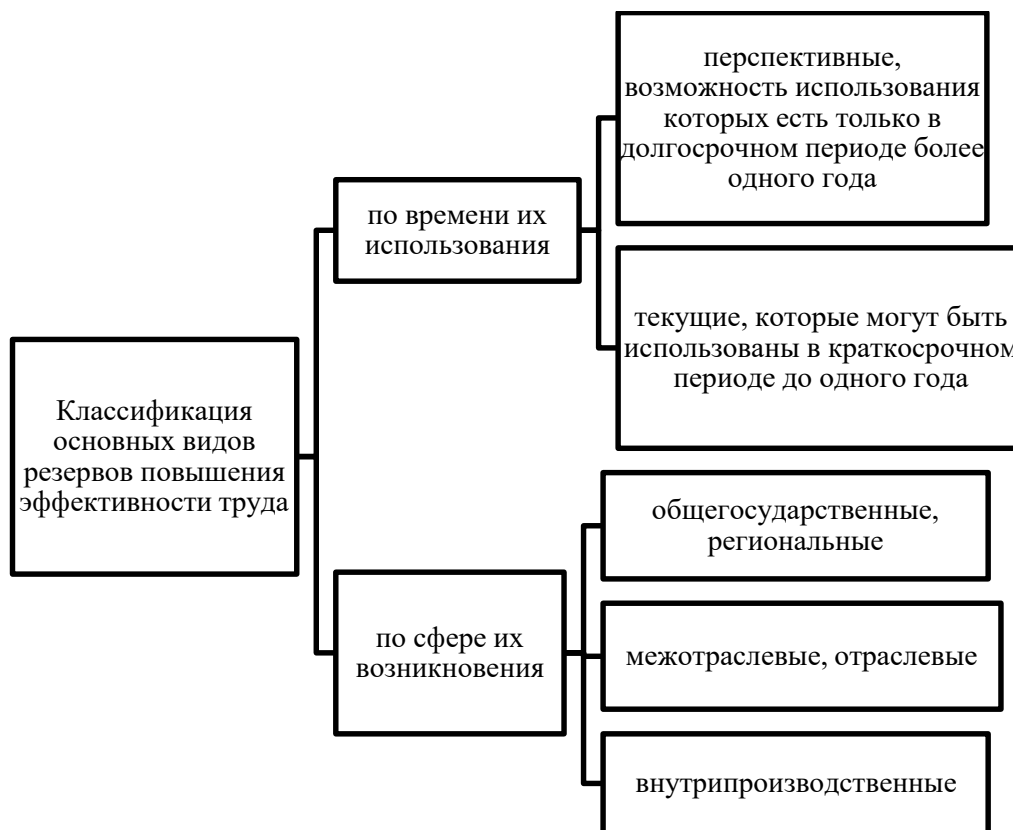 перспективные,
возможность использования
которых есть только в
долгосрочном периоде более
одного года
по времени их
использования
текущие, которые могут быть
использованы в краткосрочном
периоде до одного года
Классификация
основных видов
резервов повышения
эффективности труда
общегосударственные,
региональные
по сфере их
возникновения
межотраслевые, отраслевые
внутрипроизводственные